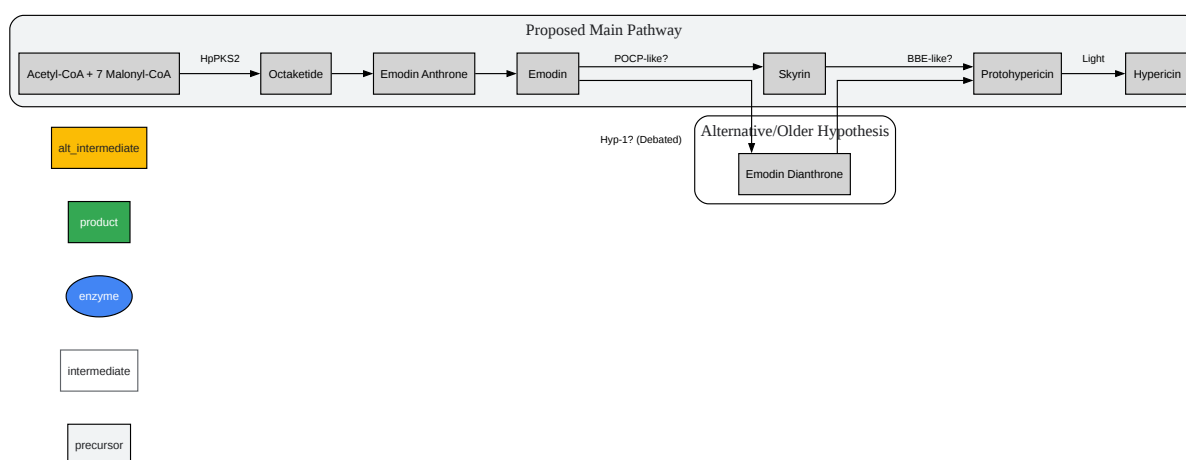 Proposed Main Pathway
HpPKS2
POCP-like?
BBE-like?
Light
Acetyl-CoA + 7 Malonyl-CoA
Octaketide
Emodin Anthrone
Emodin
Skyrin
Protohypericin
Hypericin
Hyp-1? (Debated)
Alternative/Older Hypothesis
Emodin Dianthrone
alt_intermediate
product
enzyme
intermediate
precursor